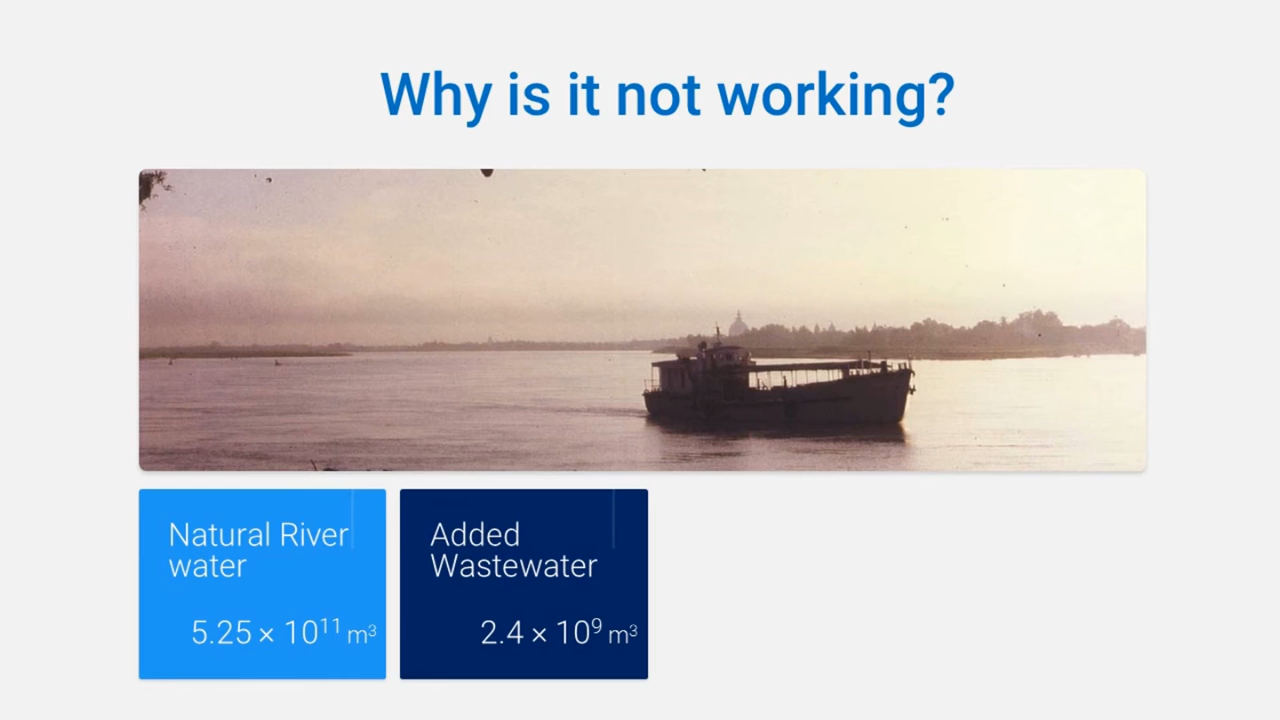 Why is it not working?
Natural River
water
5.25 × 10¹¹ m³
Added
Wastewater
2.4 × 10⁹ m³